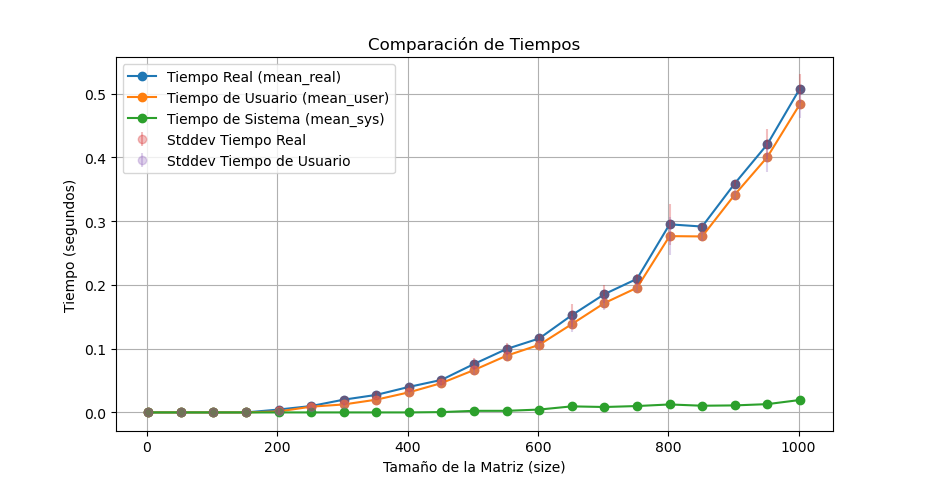 Comparación de Tiempos
Tiempo Real (mean_real)
Tiempo de Usuario (mean_user)
Tiempo de Sistema (mean_sys)
Stddev Tiempo Real
Stddev Tiempo de Usuario
Tiempo (segundos)
0.5
0.4
0.3
0.2
0.1
0.0
0 200 400 600 800 1000
Tamaño de la Matriz (size)